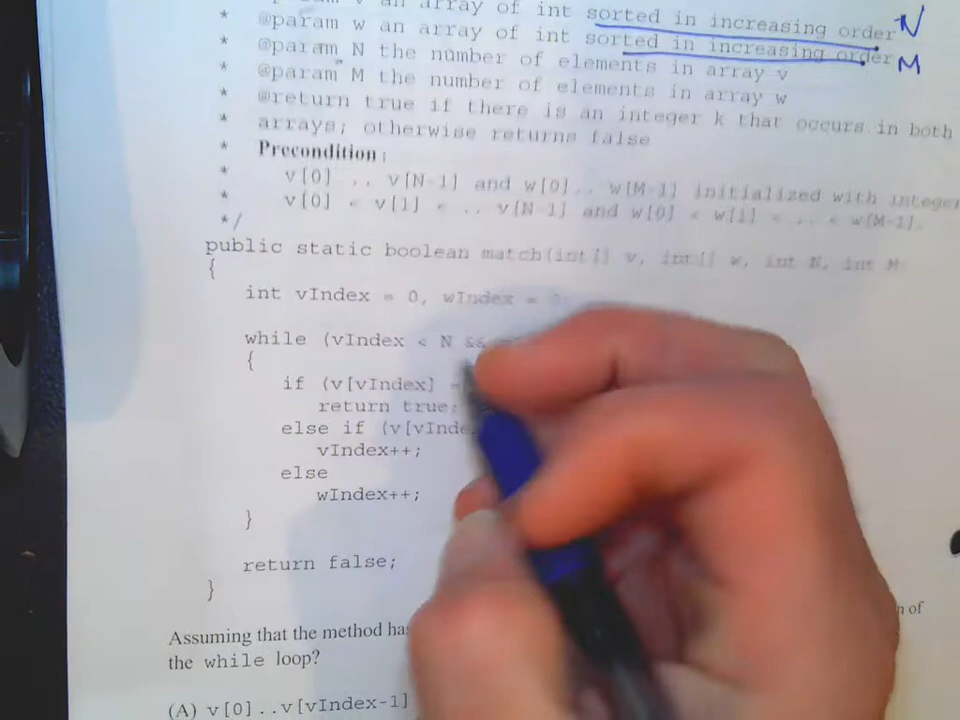 * @param v an array of int sorted in increasing order N
* @param w an array of int sorted in increasing order M
* @param N the number of elements in array v
* @param M the number of elements in array w
* @return true if there is an integer k that occurs in both
* arrays; otherwise returns false
* Precondition:
* v[0] .. v[N-1] and w[0].. w[M-1] initialized with integer
* v[0] < v[1] < .. v[N-1] and w[0] < w[1] < .. < w[M-1].
*/
public static boolean match(int[] v, int[] w, int N, int M
{
int vIndex = 0, wIndex =
while (vIndex < N &&
{
if (v[vIndex]
return true;
else if (v[vInde
vIndex++;
else
wIndex++;
}
return false;
}
Assuming that the method ha n of
the while loop?
(A) v[0]..v[vIndex-1]